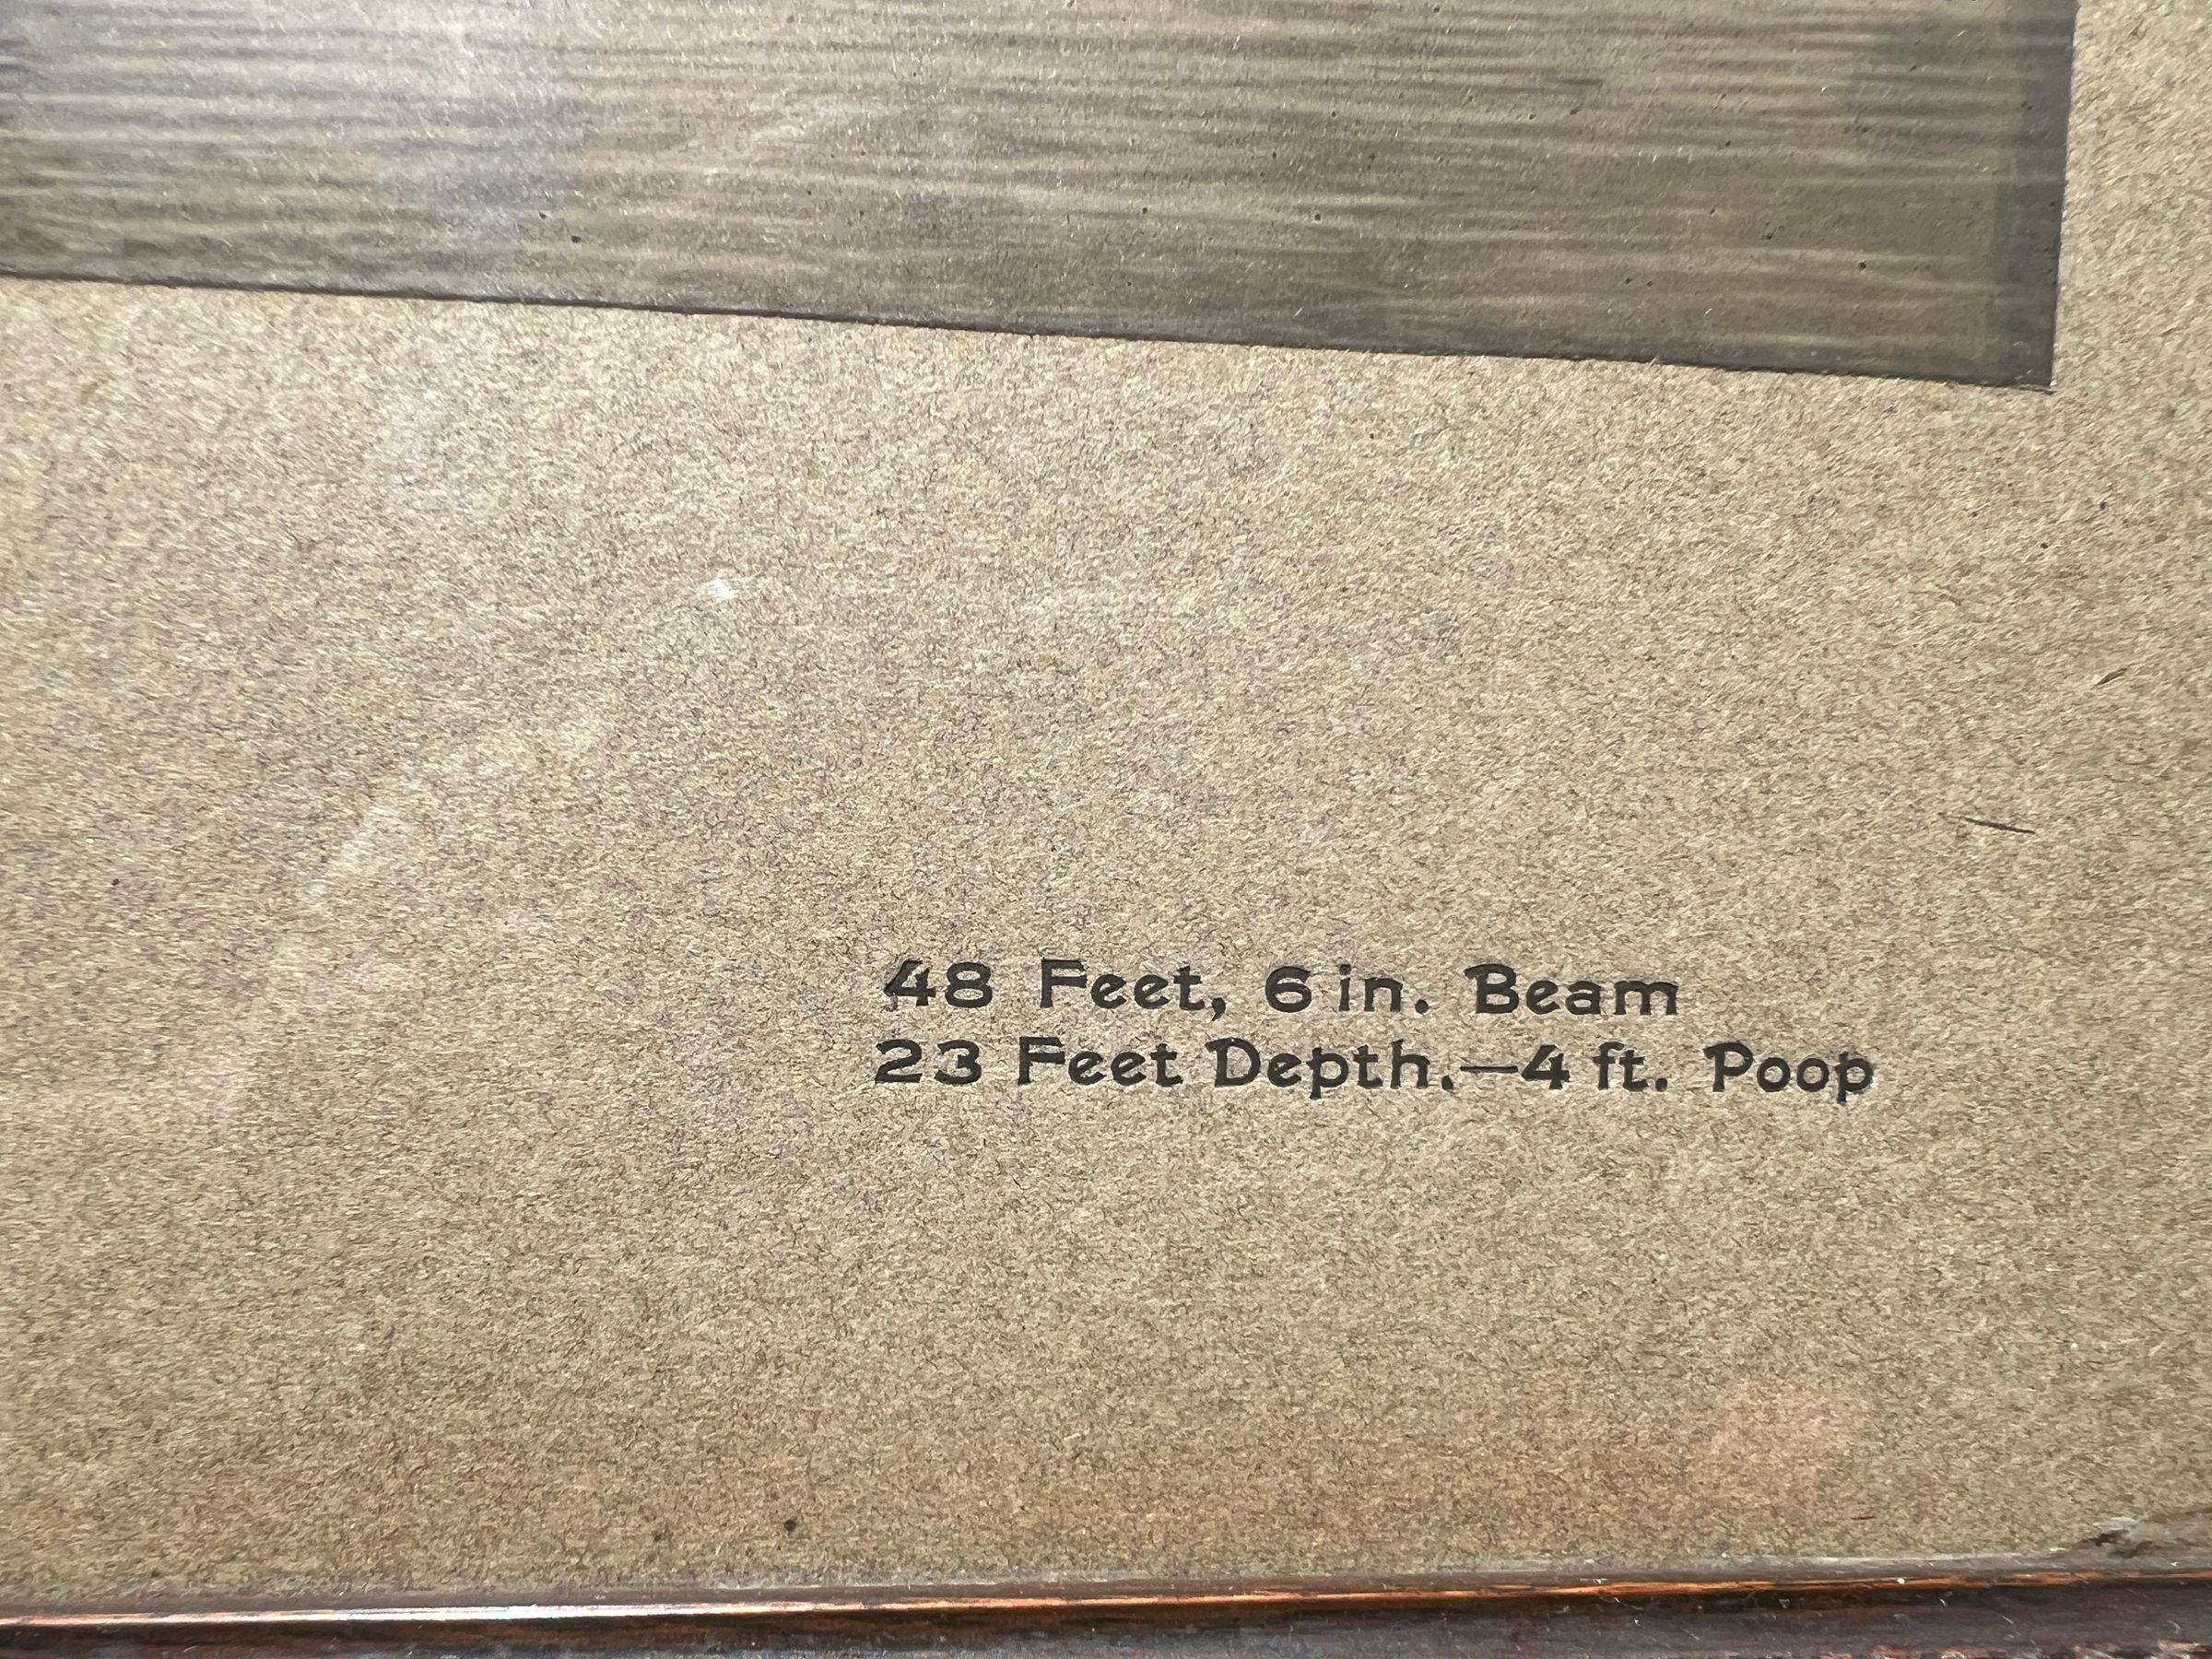 48 Feet, 6 in. Beam
23 Feet Depth.—4 ft. Poop